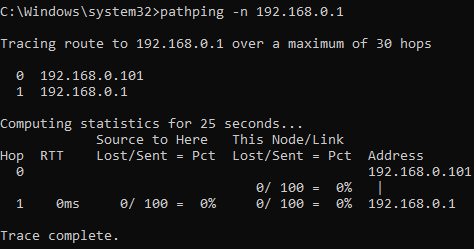 C:\Windows\system32>pathping -n 192.168.0.1
Tracing route to 192.168.0.1 over a maximum of 30 hops
  0  192.168.0.101
  1  192.168.0.1
Computing statistics for 25 seconds...
            Source to Here   This Node/Link
Hop  RTT    Lost/Sent = Pct  Lost/Sent = Pct  Address
  0                                           192.168.0.101
                                0/ 100 =  0%   |
  1    0ms     0/ 100 =  0%     0/ 100 =  0%  192.168.0.1
Trace complete.